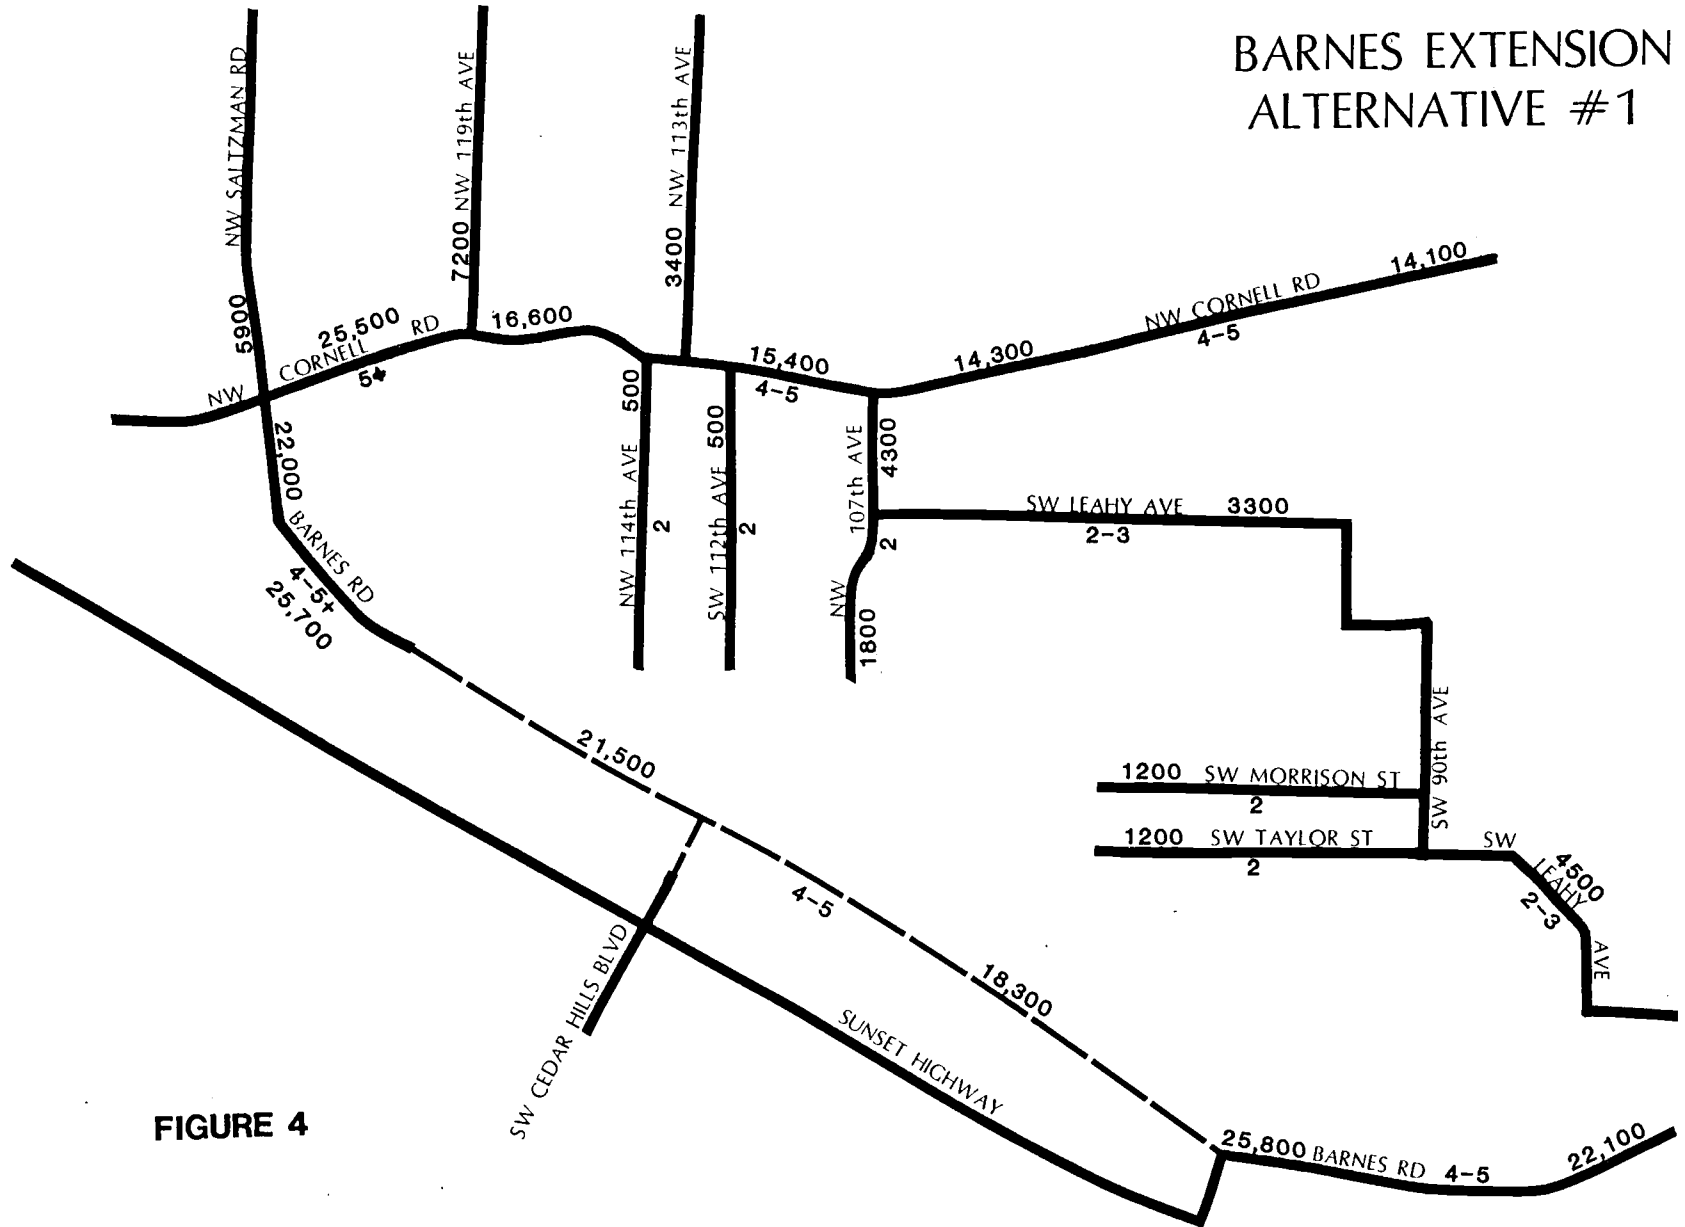 BARNES EXTENSION
ALTERNATIVE #1
NW SALTZMAN RD
5900
7200 NW 119th AVE
3400 NW 113th AVE
NW CORNELL RD
25,500
16,600
15,400
4-5
14,300
NW CORNELL RD
4-5
14,100
22,000
BARNES RD
4-5+
25,700
NW 114th AVE
500
2
SW 112th AVE
500
2
NW 107th AVE
4300
2
1800
SW LEAHY AVE 3300
2-3
21,500
4-5
18,300
1200 SW MORRISON ST
2
1200 SW TAYLOR ST
2
SW 90th AVE
SW LEAHY AVE
4500
2-3
SW CEDAR HILLS BLVD
SUNSET HIGHWAY
25,800 BARNES RD 4-5 22,100
FIGURE 4